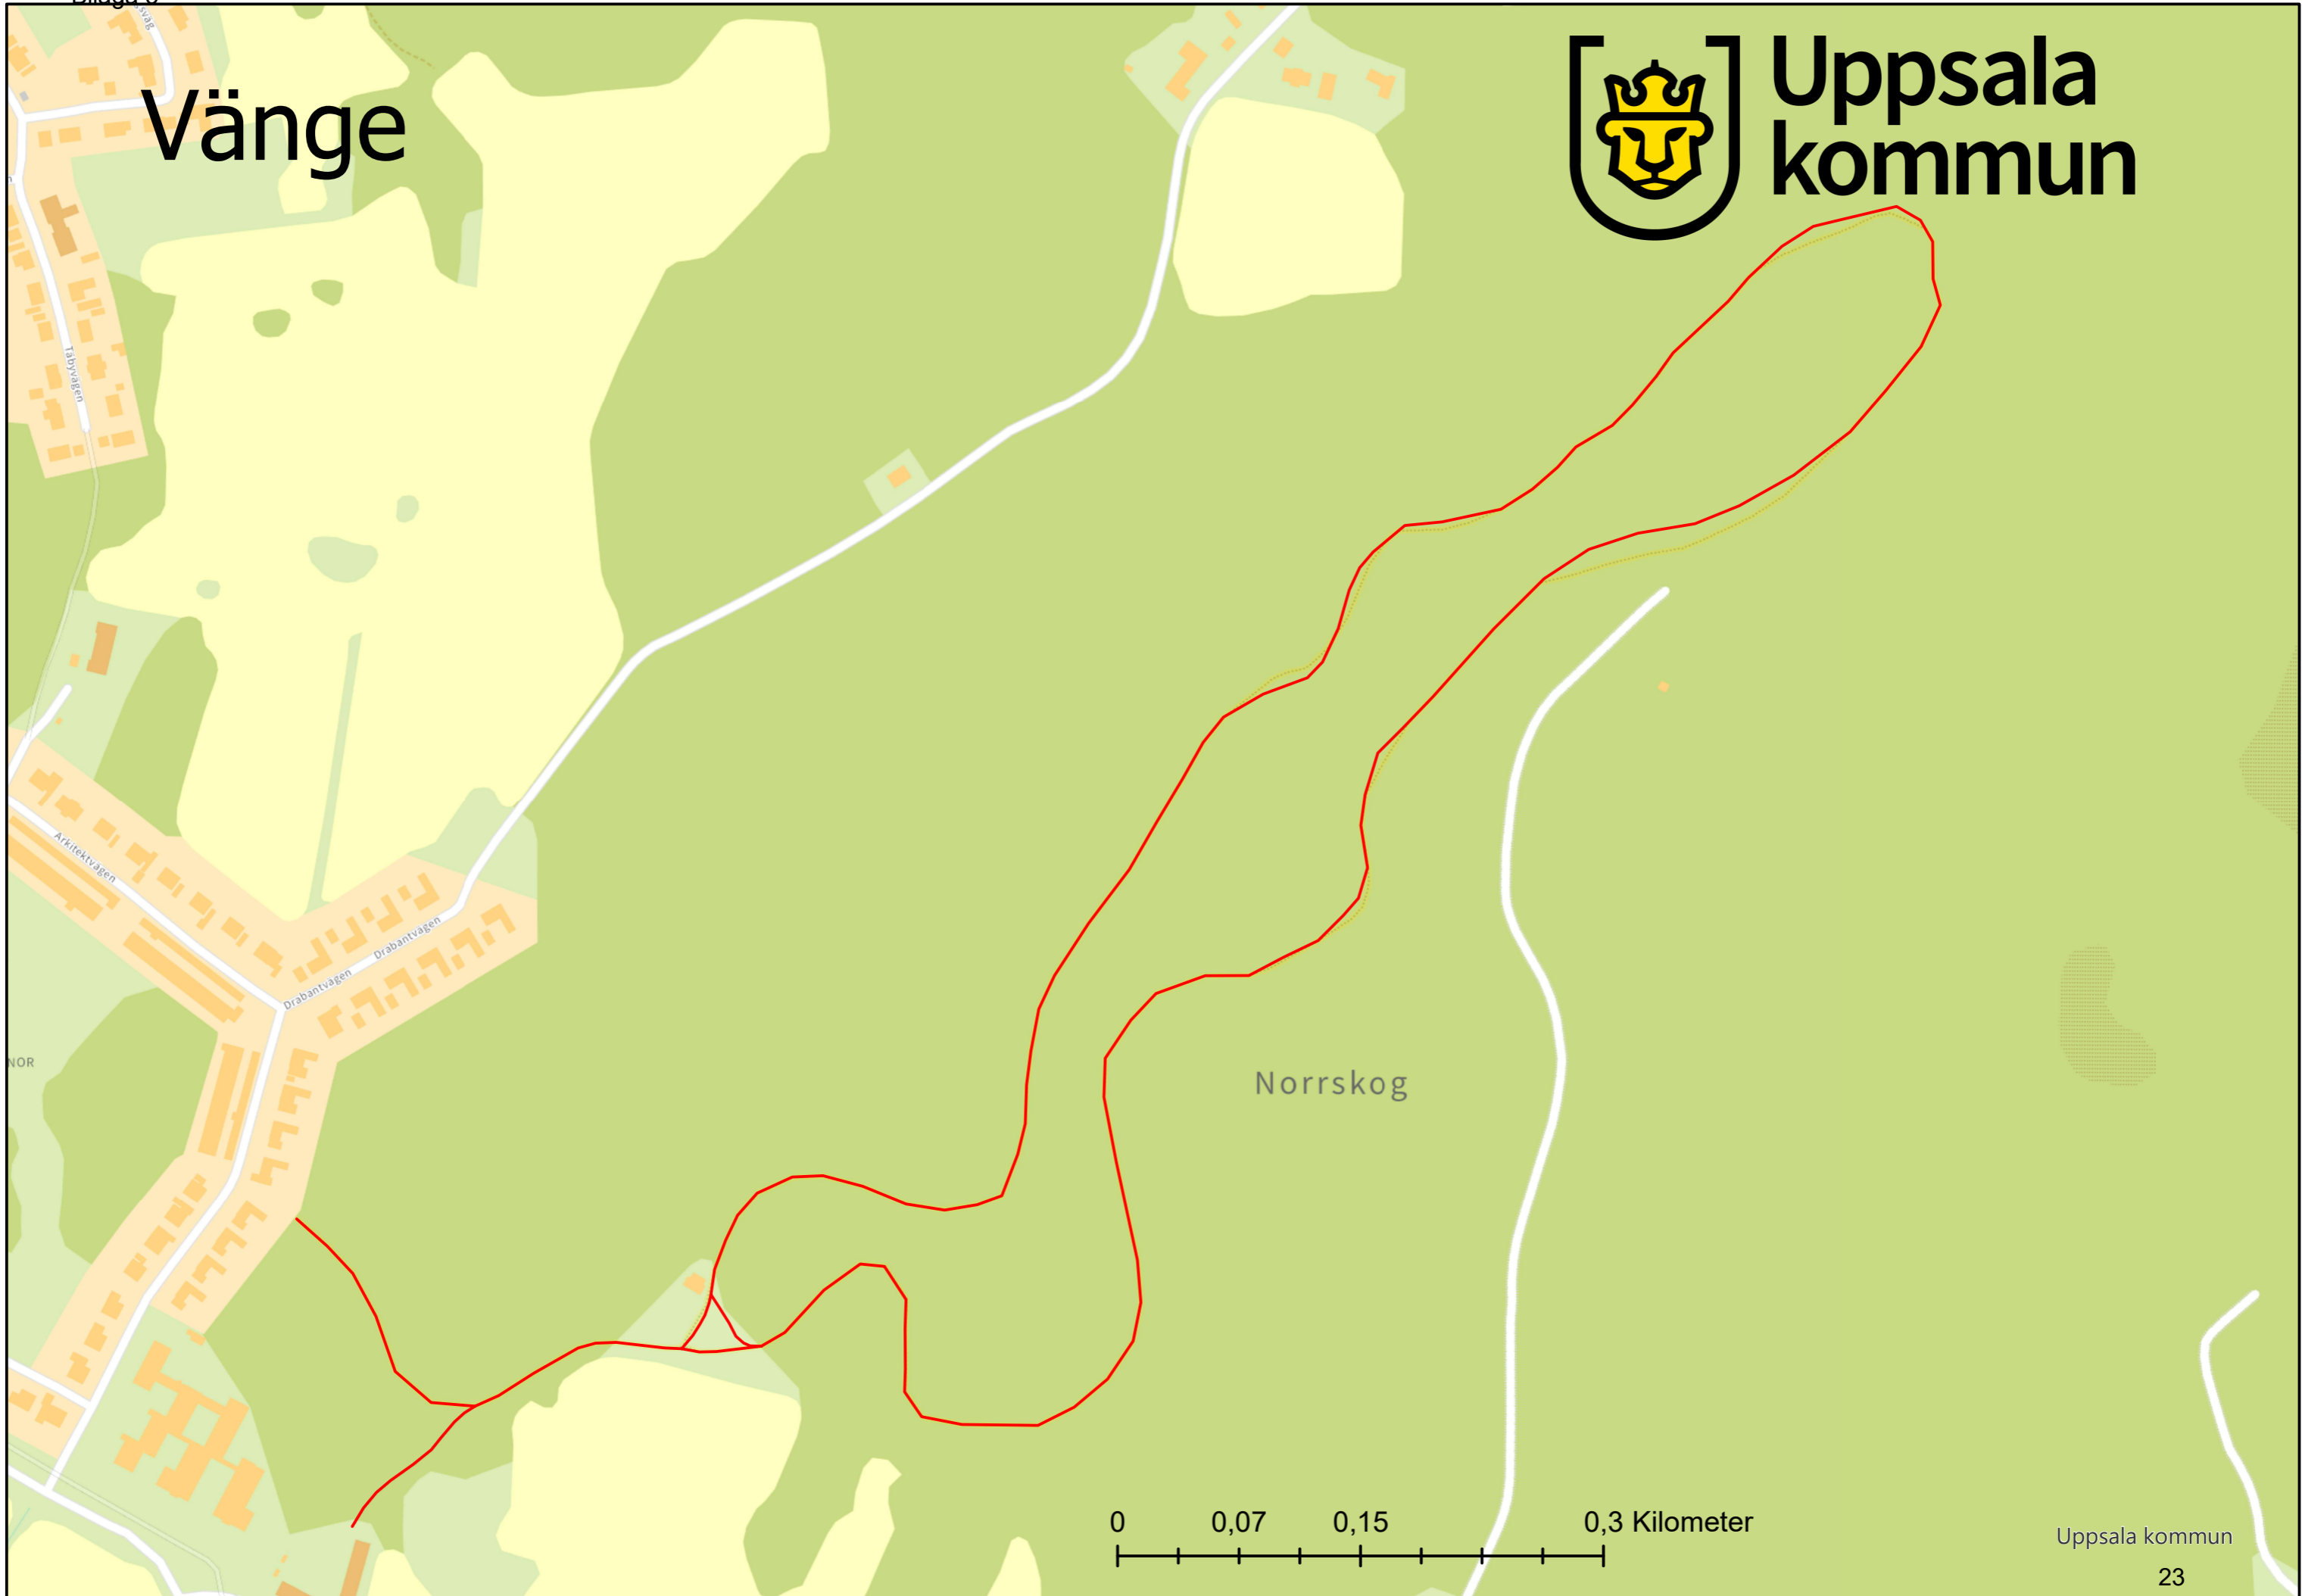 Vänge
Uppsala
kommun
Täbyvägen
Arkitektvägen
Drabantvägen
Drabantvägen
NOR
Norrskog
0 0,07 0,15 0,3 Kilometer
Uppsala kommun
23